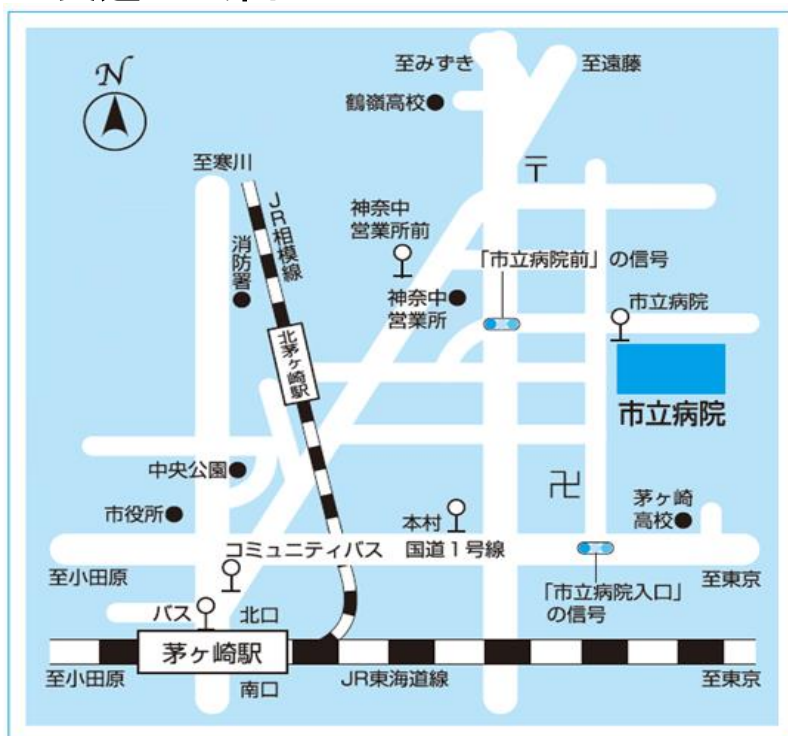 N
至みずき
至遠藤
鶴嶺高校
至寒川
JR相模線
消防署
神奈中
営業所前
「市立病院前」の信号
神奈中
営業所
市立病院
北茅ヶ崎駅
市立病院
中央公園
市役所
本村
茅ヶ崎
高校
コミュニティバス
国道1号線
至小田原
至東京
「市立病院入口」
の信号
バス
北口
茅ヶ崎駅
至小田原
南口
JR東海道線
至東京